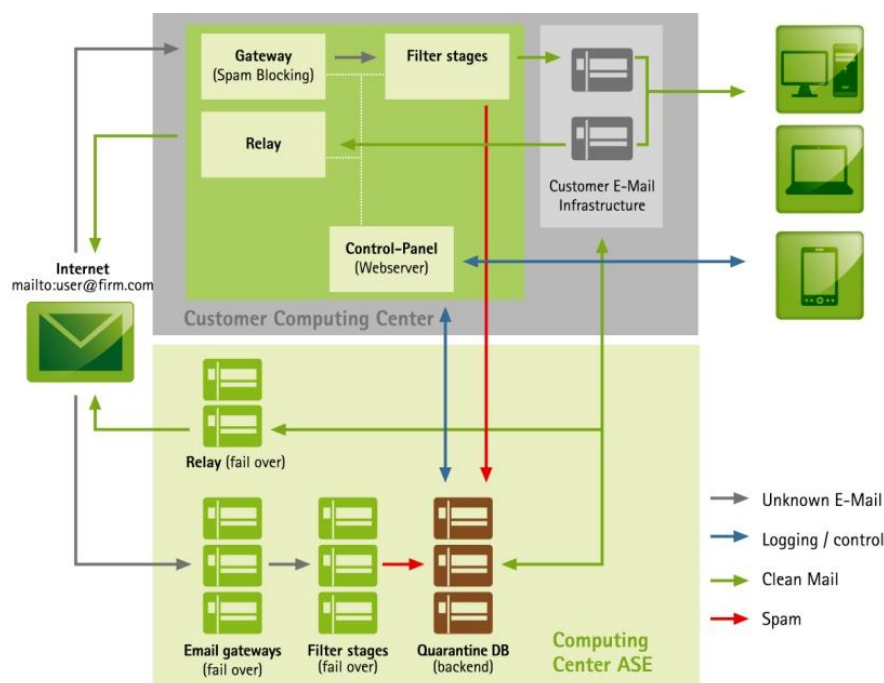 Gateway
(Spam Blocking)
Filter stages
Relay
Customer E-Mail
Infrastructure
Control-Panel
(Webserver)
Internet
mailto:user@firm.com
Customer Computing Center
Relay (fail over)
Email gateways
(fail over)
Filter stages
(fail over)
Quarantine DB
(backend)
Computing
Center ASE
Unknown E-Mail
Logging / control
Clean Mail
Spam